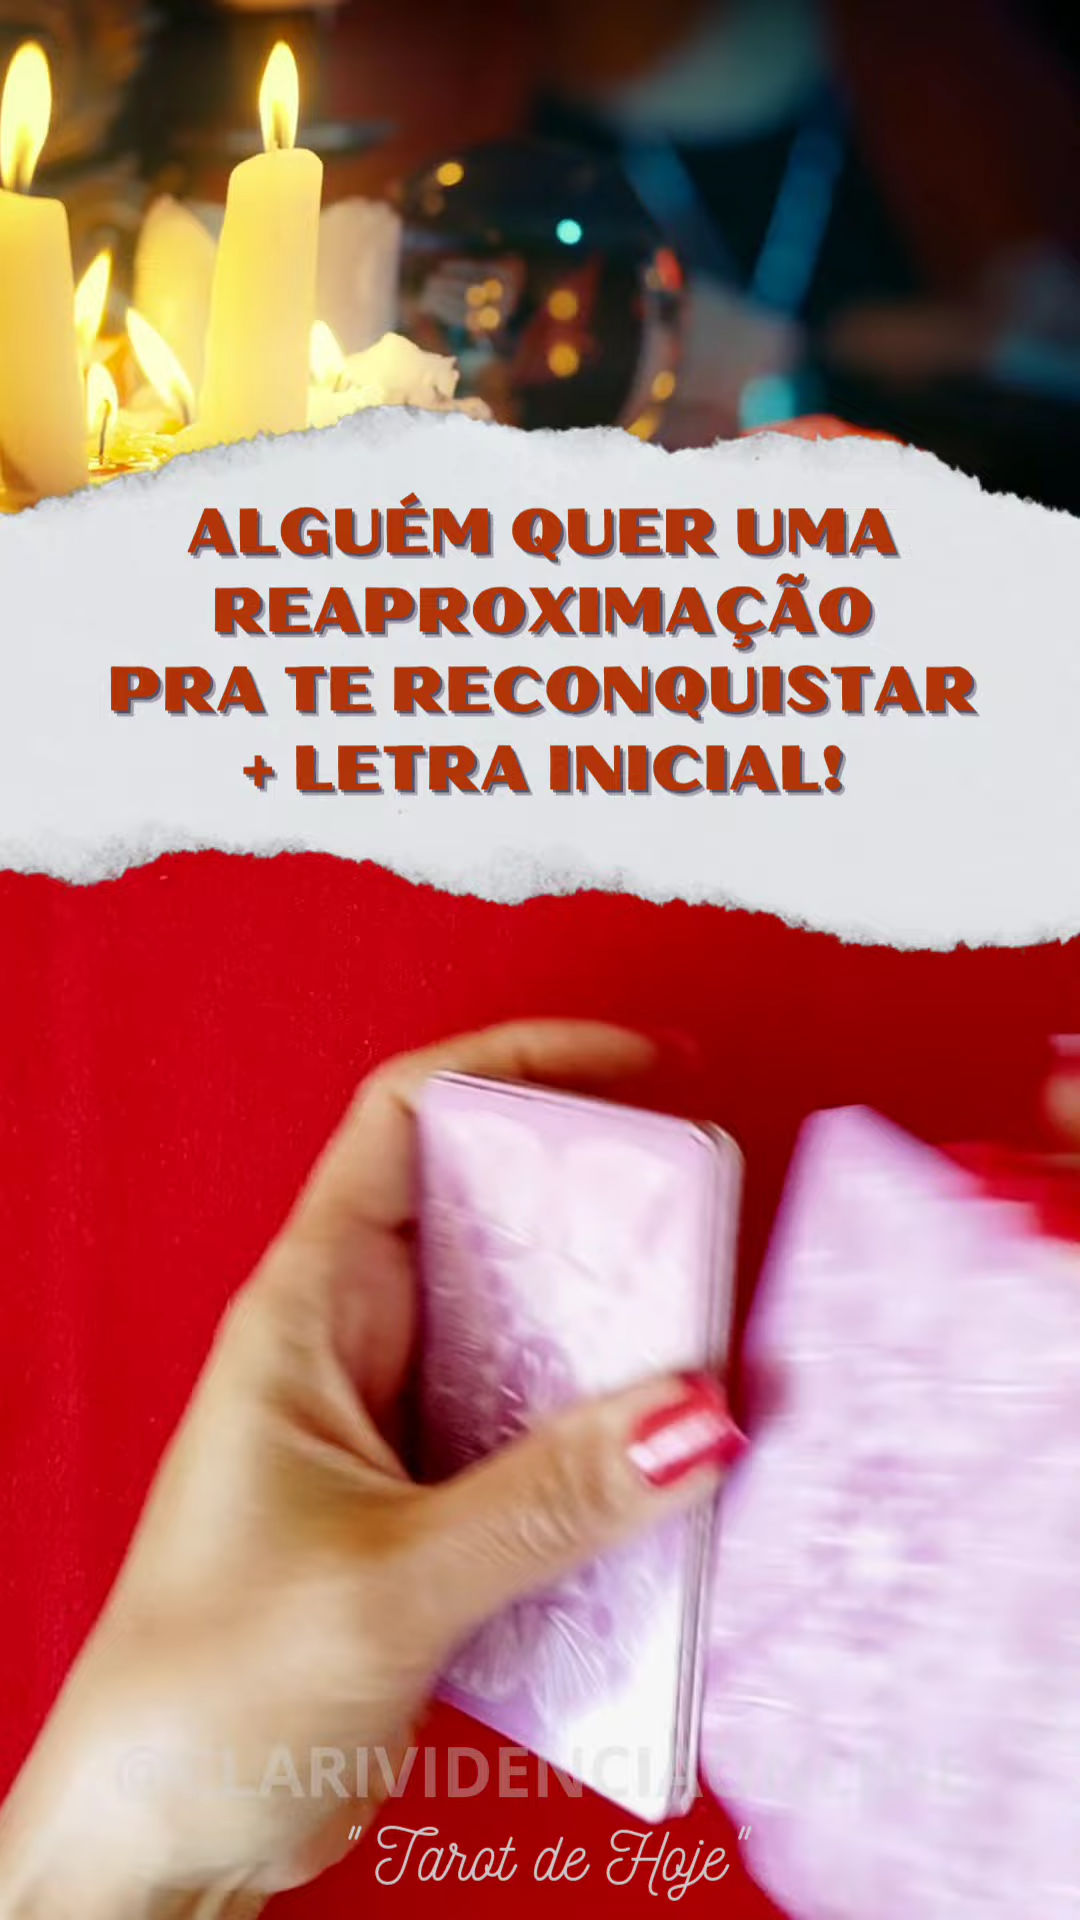 ALGUÉM QUER UMA
REAPROXIMAÇÃO
PRA TE RECONQUISTAR
+ LETRA INICIAL!
"Tarot de Hoje"